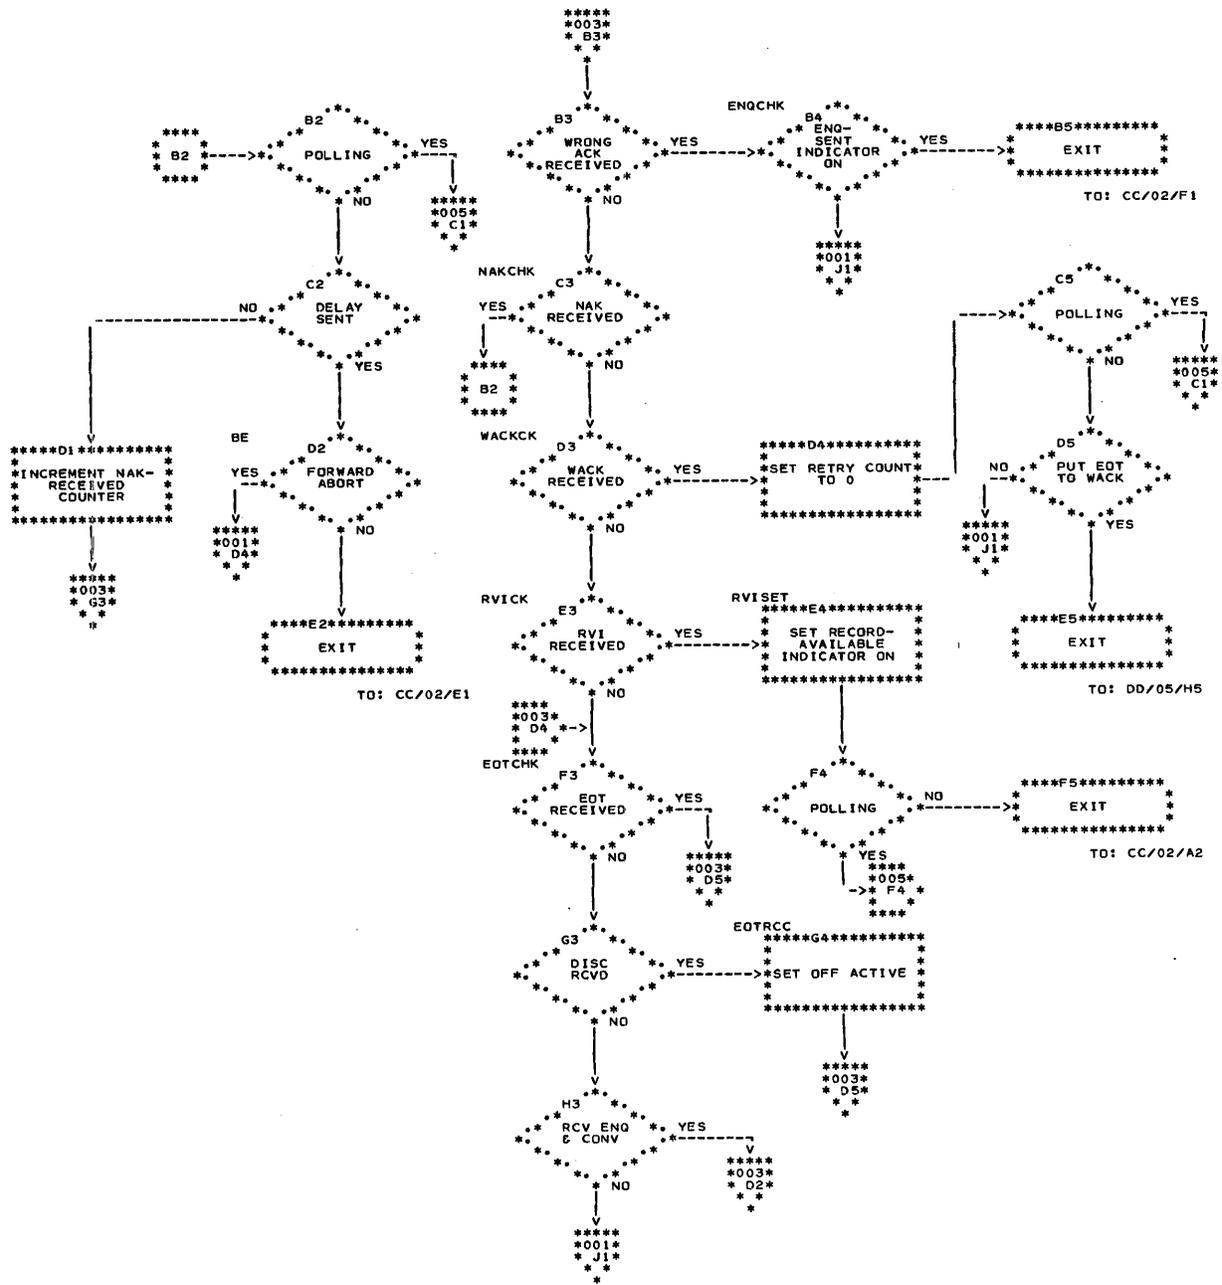 003
B3
ENQCHK
B2
POLLING
YES
NO
B2
B3
WRONG
ACK
RECEIVED
YES
NO
B4
ENQ-
SENT
INDICATOR
ON
YES
B5
EXIT
TO: CC/02/F1
005
C1
001
J1
C2
DELAY
SENT
NO
YES
NAKCHK
C3
NAK
RECEIVED
YES
NO
B2
C5
POLLING
YES
NO
005
C1
D1
INCREMENT NAK-
RECEIVED
COUNTER
BE
D2
FORWARD
ABORT
YES
NO
001
D4
WACKCK
D3
WACK
RECEIVED
YES
NO
D4
SET RETRY COUNT
TO 0
D5
PUT EOT
TO WACK
NO
YES
001
J1
003
G3
E2
EXIT
TO: CC/02/E1
RVICK
E3
RVI
RECEIVED
YES
NO
RVISET
E4
SET RECORD-
AVAILABLE
INDICATOR ON
E5
EXIT
TO: DD/05/H5
003
D4
EOTCHK
F3
EOT
RECEIVED
YES
NO
003
D5
F4
POLLING
NO
YES
005
F4
F5
EXIT
TO: CC/02/A2
G3
DISC
RCVD
YES
NO
EOTRCC
G4
SET OFF ACTIVE
003
D5
H3
RCV ENQ
& CONV
YES
NO
003
D2
001
J1